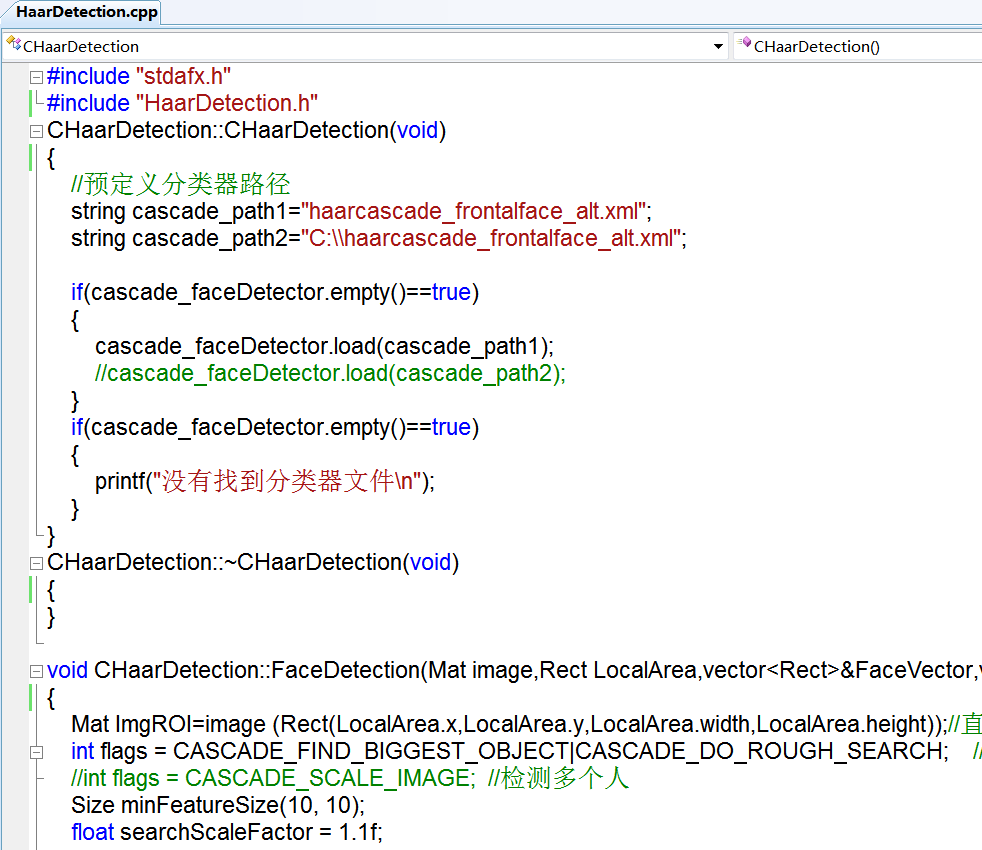 HaarDetection.cpp
CHaarDetection CHaarDetection()
#include "stdafx.h"
#include "HaarDetection.h"
CHaarDetection::CHaarDetection(void)
{
//预定义分类器路径
string cascade_path1="haarcascade_frontalface_alt.xml";
string cascade_path2="C:\\haarcascade_frontalface_alt.xml";
if(cascade_faceDetector.empty()==true)
{
cascade_faceDetector.load(cascade_path1);
//cascade_faceDetector.load(cascade_path2);
}
if(cascade_faceDetector.empty()==true)
{
printf("没有找到分类器文件\n");
}
}
CHaarDetection::~CHaarDetection(void)
{
}
void CHaarDetection::FaceDetection(Mat image,Rect LocalArea,vector<Rect>&FaceVector,
{
Mat ImgROI=image (Rect(LocalArea.x,LocalArea.y,LocalArea.width,LocalArea.height));//直
int flags = CASCADE_FIND_BIGGEST_OBJECT|CASCADE_DO_ROUGH_SEARCH; //
//int flags = CASCADE_SCALE_IMAGE; //检测多个人
Size minFeatureSize(10, 10);
float searchScaleFactor = 1.1f;